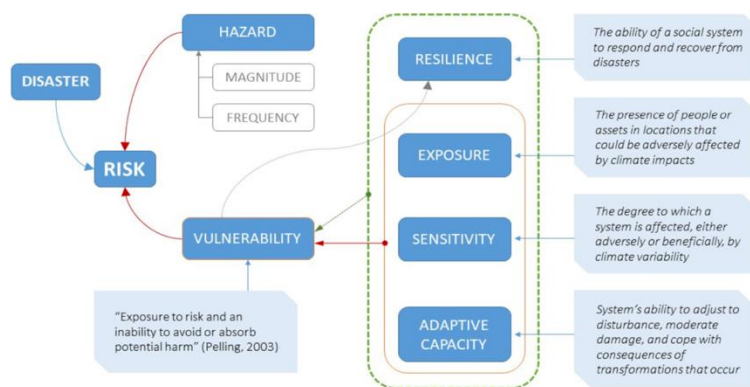 HAZARD
MAGNITUDE
FREQUENCY
DISASTER
RISK
VULNERABILITY
“Exposure to risk and an
inability to avoid or absorb
potential harm” (Pelling, 2003)
RESILIENCE
EXPOSURE
SENSITIVITY
ADAPTIVE
CAPACITY
The ability of a social system
to respond and recover from
disasters
The presence of people or
assets in locations that
could be adversely affected
by climate impacts
The degree to which a
system is affected, either
adversely or beneficially, by
climate variability
System’s ability to adjust to
disturbance, moderate
damage, and cope with
consequences of
transformations that occur